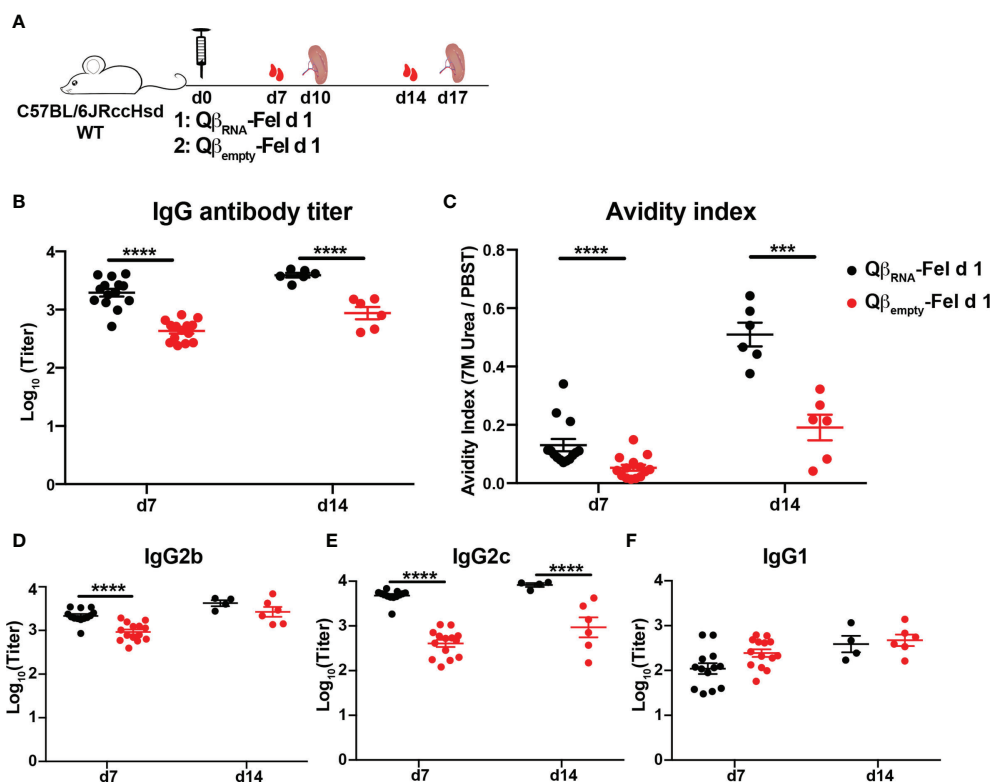 A
C57BL/6JRccHsd
WT
d0
d7
d10
d14
d17
1: QβRNA-Fel d 1
2: Qβempty-Fel d 1
B
IgG antibody titer
Log10 (Titer)
4
3
2
1
0
****
****
d7
d14
C
Avidity index
Avidity Index (7M Urea / PBST)
0.8
0.6
0.4
0.2
0.0
****
***
d7
d14
QβRNA-Fel d 1
Qβempty-Fel d 1
D
IgG2b
Log10(Titer)
4
3
2
1
0
****
d7
d14
E
IgG2c
Log10(Titer)
4
3
2
1
0
****
****
d7
d14
F
IgG1
Log10(Titer)
4
3
2
1
0
d7
d14